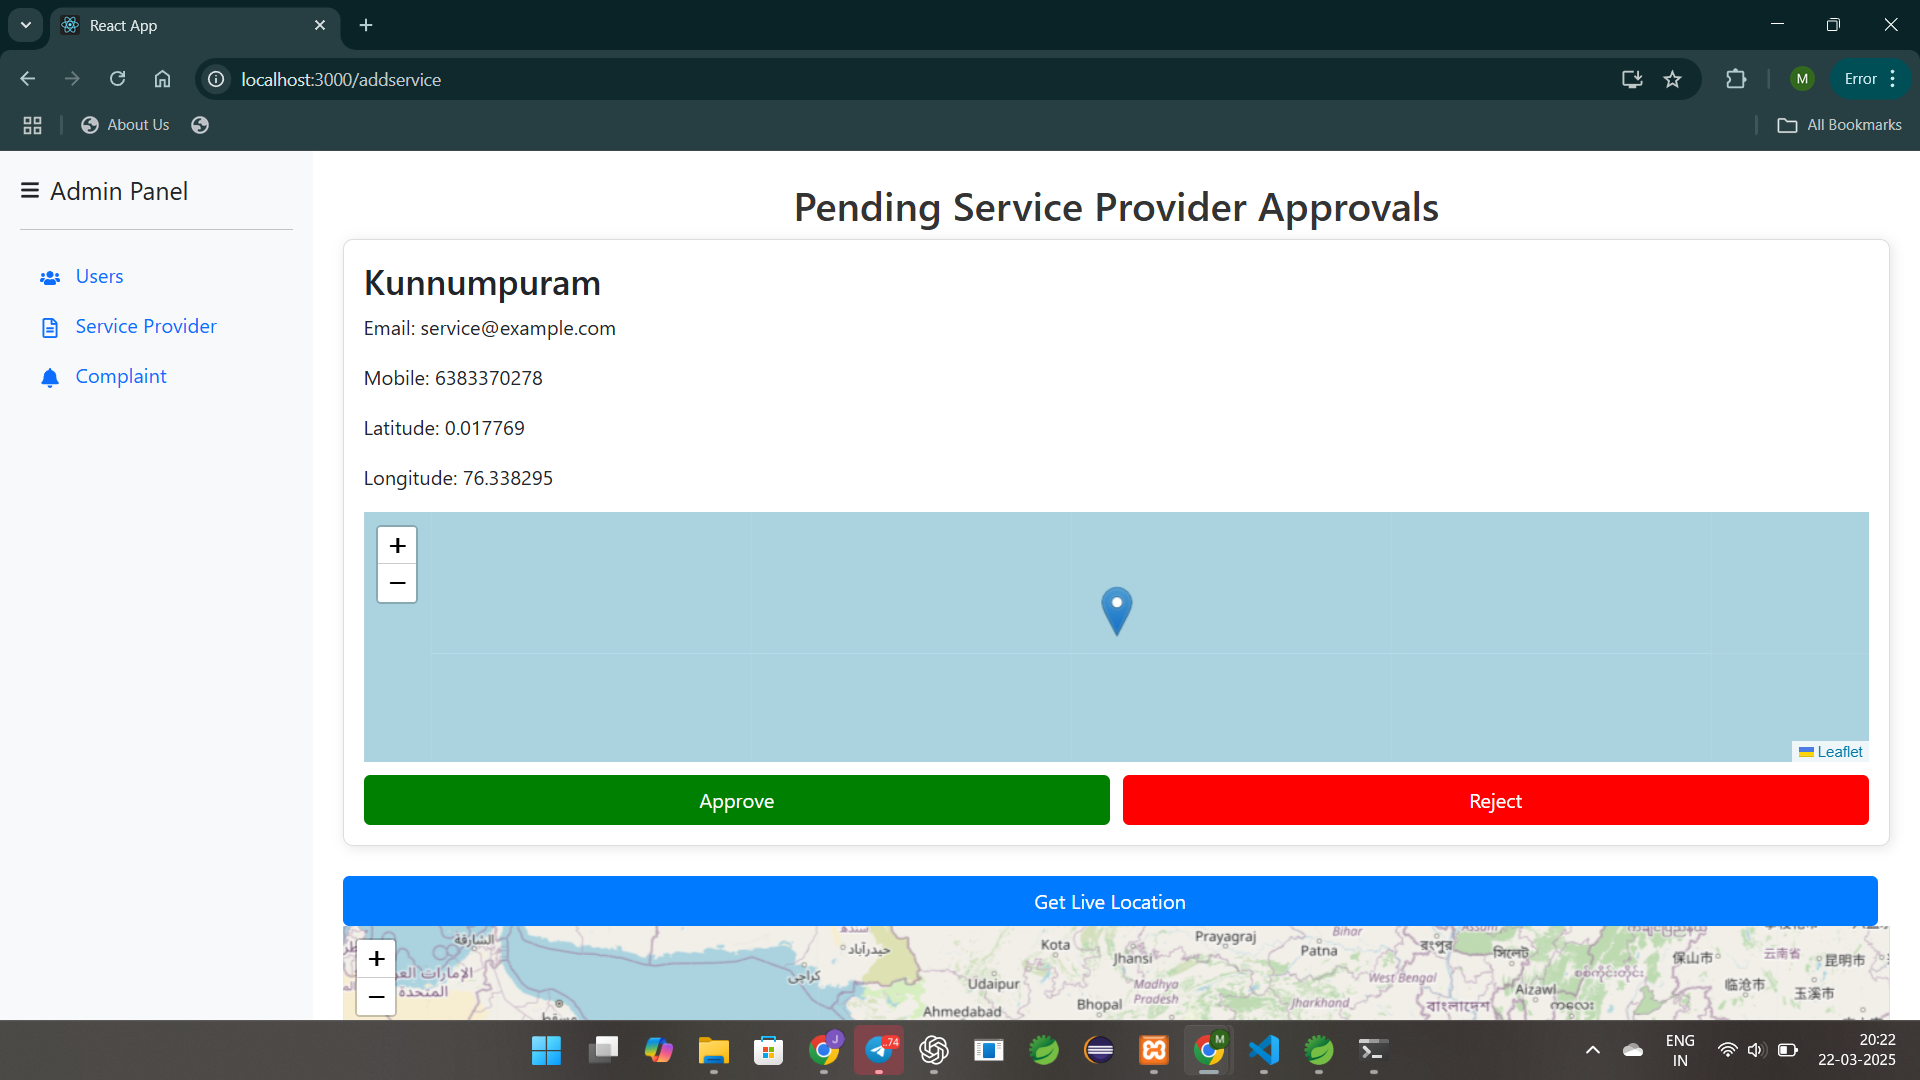 React App
localhost:3000/addservice
M
Error
About Us
All Bookmarks
Admin Panel
Users
Service Provider
Complaint
Pending Service Provider Approvals
Kunnumpuram
Email: service@example.com
Mobile: 6383370278
Latitude: 0.017769
Longitude: 76.338295
+
−
Leaflet
Approve
Reject
Get Live Location
+
−
الشارقة
الإمارات
المتحدة
حيدرآباد
کراچی
مسقط
Kota
Jhansi
Prayagraj
Bihar
Patna
Udaipur
Madhya
Pradesh
Bhopal
Ahmedabad
Jharkhand
West Bengal
বাংলাদেশ
রংপুর
সিলেট
Aizawl
保山市
云南省
昆明市
临沧市
玉溪市
J
..74
M
ENG
IN
20:22
22-03-2025